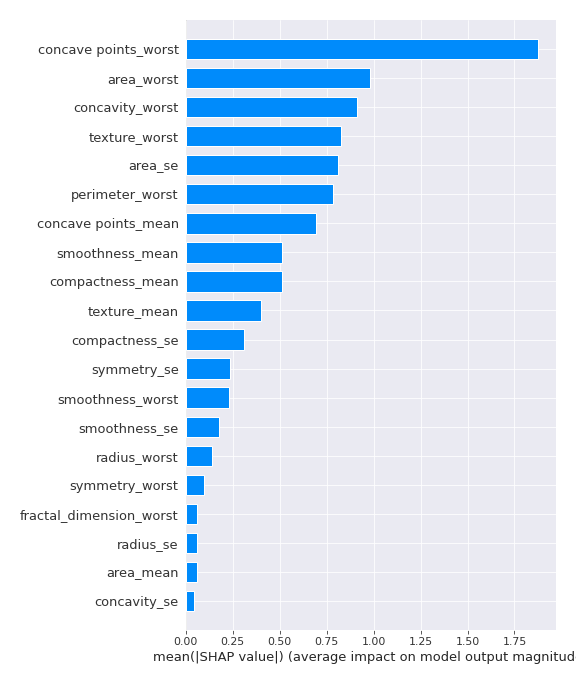 concave points_worst
area_worst
concavity_worst
texture_worst
area_se
perimeter_worst
concave points_mean
smoothness_mean
compactness_mean
texture_mean
compactness_se
symmetry_se
smoothness_worst
smoothness_se
radius_worst
symmetry_worst
fractal_dimension_worst
radius_se
area_mean
concavity_se
0.00 0.25 0.50 0.75 1.00 1.25 1.50 1.75
mean(|SHAP value|) (average impact on model output magnitud